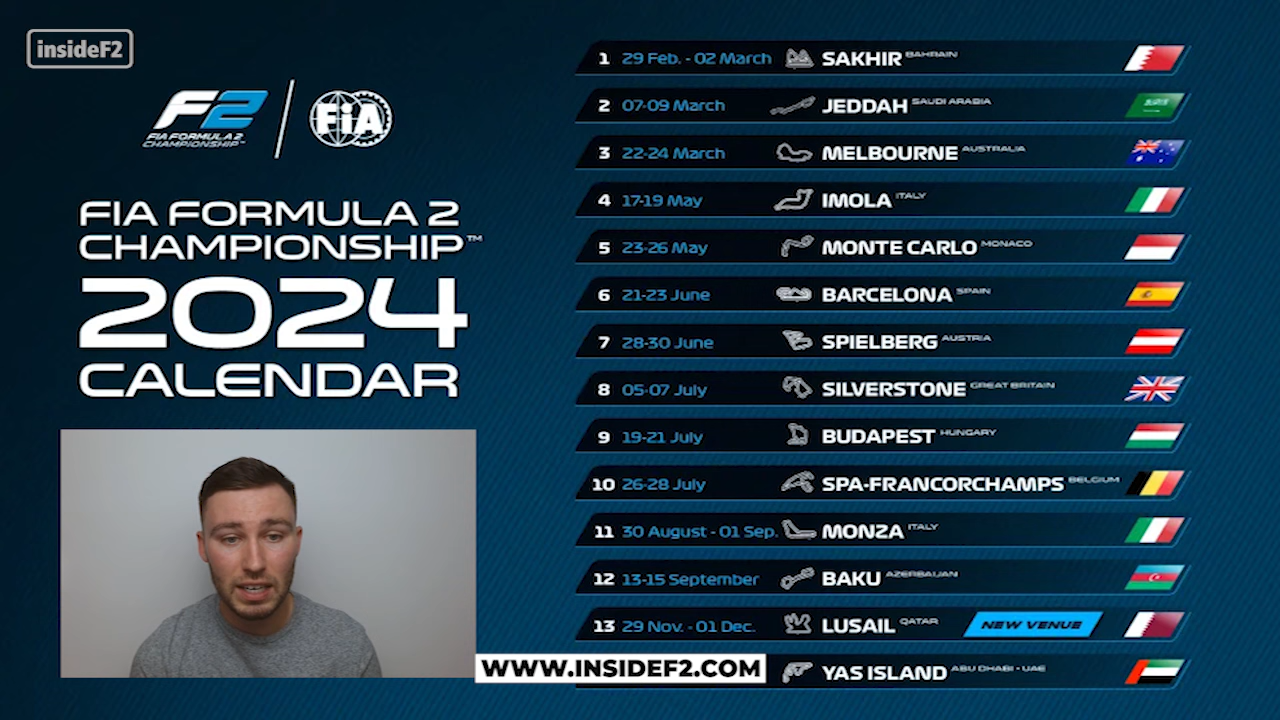 insideF2
F2
FIA FORMULA 2
CHAMPIONSHIP™
FiA
FIA FORMULA 2
CHAMPIONSHIP™
2024
CALENDAR
1 29 Feb. - 02 March SAKHIR BAHRAIN
2 07-09 March JEDDAH SAUDI ARABIA
3 22-24 March MELBOURNE AUSTRALIA
4 17-19 May IMOLA ITALY
5 23-26 May MONTE CARLO MONACO
6 21-23 June BARCELONA SPAIN
7 28-30 June SPIELBERG AUSTRIA
8 05-07 July SILVERSTONE GREAT BRITAIN
9 19-21 July BUDAPEST HUNGARY
10 26-28 July SPA-FRANCORCHAMPS BELGIUM
11 30 August - 01 Sep. MONZA ITALY
12 13-15 September BAKU AZERBAIJAN
13 29 Nov. - 01 Dec. LUSAIL QATAR NEW VENUE
YAS ISLAND ABU DHABI - UAE
WWW.INSIDEF2.COM